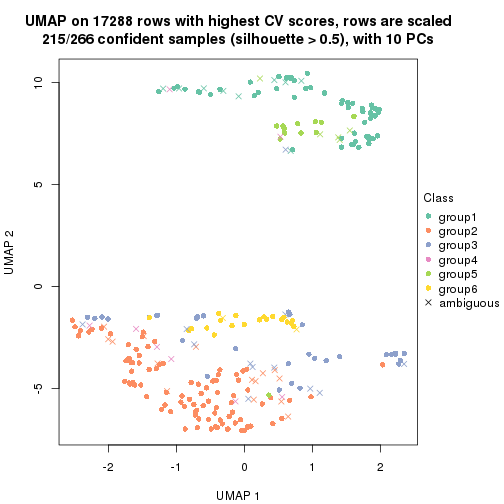 UMAP on 17288 rows with highest CV scores, rows are scaled
215/266 confident samples (silhouette > 0.5), with 10 PCs
10
5
0
-5
UMAP 2
-2
-1
0
1
2
UMAP 1
Class
group1
group2
group3
group4
group5
group6
ambiguous